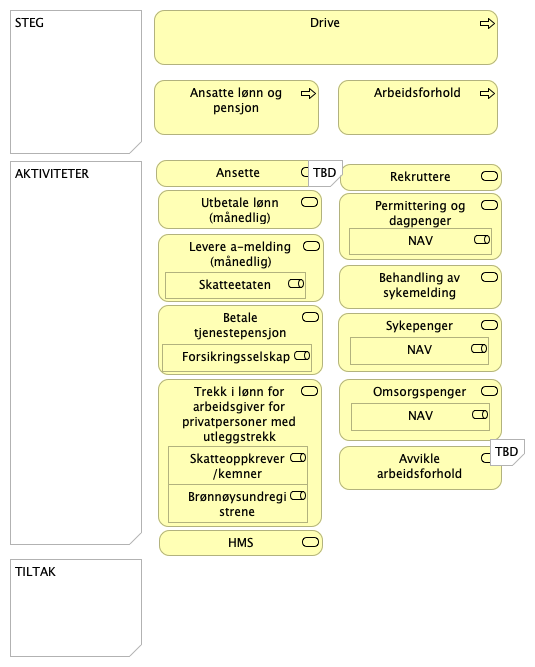 STEG
Drive
Ansatte lønn og
pensjon
Arbeidsforhold
AKTIVITETER
Ansette
TBD
Utbetale lønn
(månedlig)
Levere a-melding
(månedlig)
Skatteetaten
Betale
tjenestepensjon
Forsikringsselskap
Trekk i lønn for
arbeidsgiver for
privatpersoner med
utleggstrekk
Skatteoppkrever
/kemner
Brønnøysundregi
strene
HMS
Rekruttere
Permittering og
dagpenger
NAV
Behandling av
sykemelding
Sykepenger
NAV
Omsorgspenger
NAV
Avvikle
arbeidsforhold
TBD
TILTAK